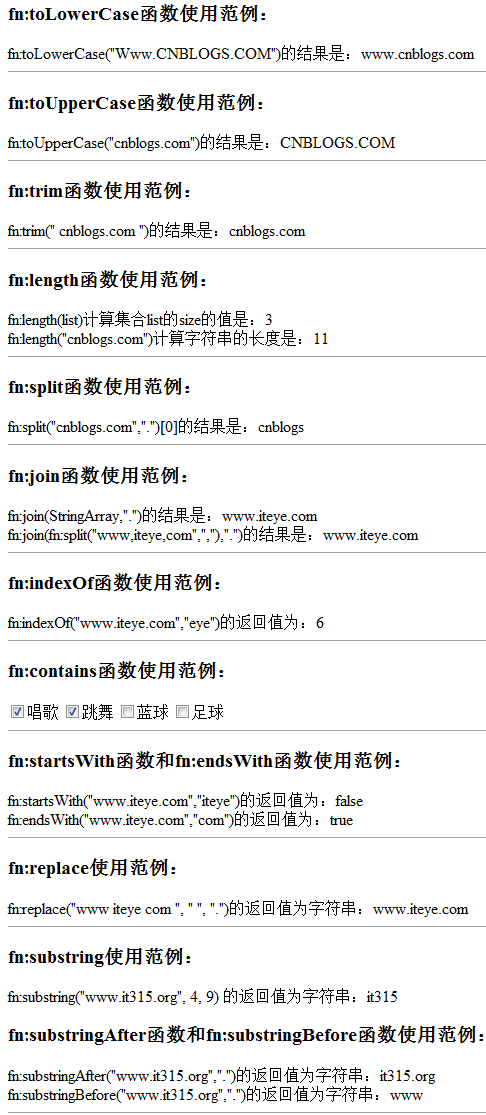 fn:toLowerCase函数使用范例：
fn:toLowerCase("Www.CNBLOGS.COM")的结果是：www.cnblogs.com
fn:toUpperCase函数使用范例：
fn:toUpperCase("cnblogs.com")的结果是：CNBLOGS.COM
fn:trim函数使用范例：
fn:trim(" cnblogs.com ")的结果是：cnblogs.com
fn:length函数使用范例：
fn:length(list)计算集合list的size的值是：3
fn:length("cnblogs.com")计算字符串的长度是：11
fn:split函数使用范例：
fn:split("cnblogs.com",".")[0]的结果是：cnblogs
fn:join函数使用范例：
fn:join(StringArray,".")的结果是：www.iteye.com
fn:join(fn:split("www,iteye,com",","),".")的结果是：www.iteye.com
fn:indexOf函数使用范例：
fn:indexOf("www.iteye.com","eye")的返回值为：6
fn:contains函数使用范例：
唱歌 跳舞 蓝球 足球
fn:startsWith函数和fn:endsWith函数使用范例：
fn:startsWith("www.iteye.com","iteye")的返回值为：false
fn:endsWith("www.iteye.com","com")的返回值为：true
fn:replace使用范例：
fn:replace("www iteye com ", " ", ".")的返回值为字符串：www.iteye.com
fn:substring使用范例：
fn:substring("www.it315.org", 4, 9) 的返回值为字符串：it315
fn:substringAfter函数和fn:substringBefore函数使用范例：
fn:substringAfter("www.it315.org",".")的返回值为字符串：it315.org
fn:substringBefore("www.it315.org",".")的返回值为字符串：www